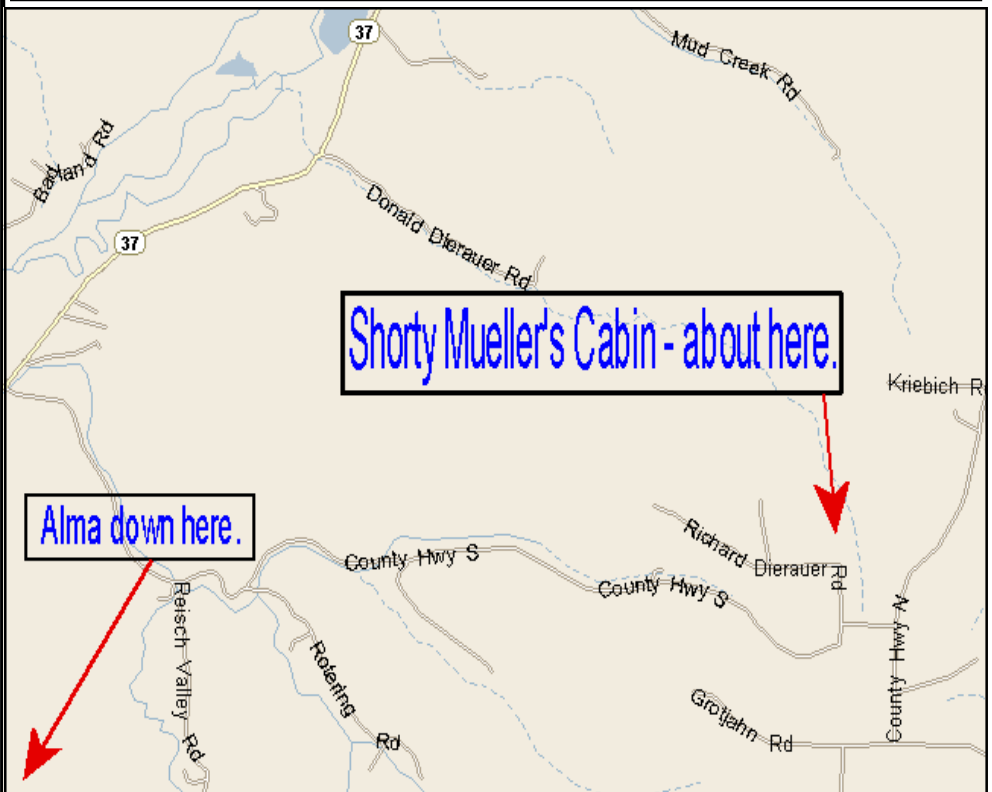 37
Mud Creek Rd
Badland Rd
Donald Dierauer Rd
37
Shorty Mueller's Cabin - about here.
Kriebich R
Alma down here.
County Hwy S
Richard Dierauer Rd
County Hwy S
Reisch Valley Rd
Rotering Rd
County Hwy N
Grotjahn Rd